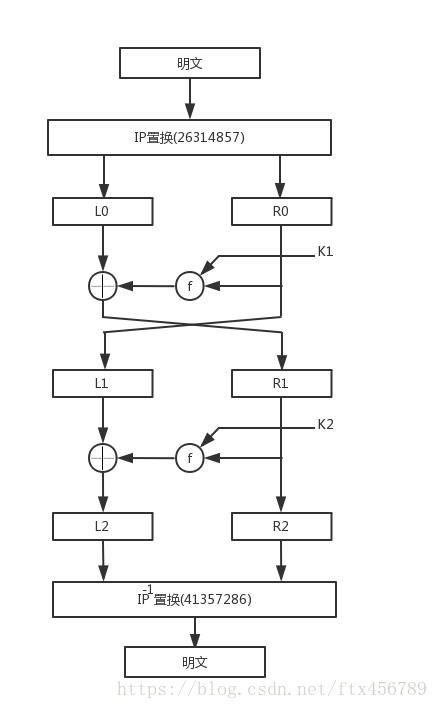 明文
IP置换(26314857)
L0 R0
K1
f
L1 R1
K2
f
L2 R2
IP-1置换(41357286)
明文
https://blog.csdn.net/ftx456789